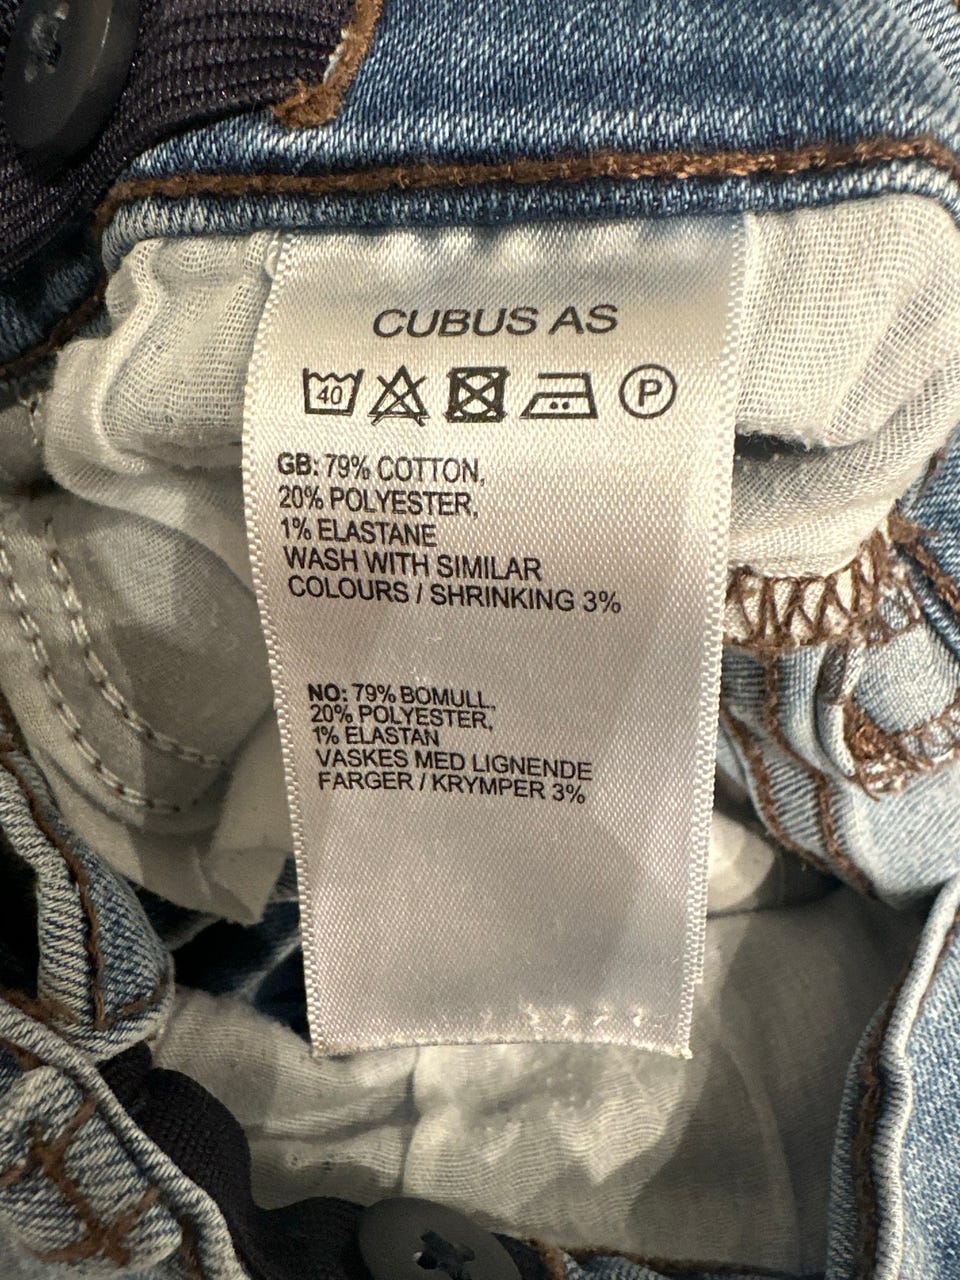 CUBUS AS
40 P
GB: 79% COTTON,
20% POLYESTER,
1% ELASTANE
WASH WITH SIMILAR
COLOURS / SHRINKING 3%
NO: 79% BOMULL,
20% POLYESTER,
1% ELASTAN
VASKES MED LIGNENDE
FARGER / KRYMPER 3%